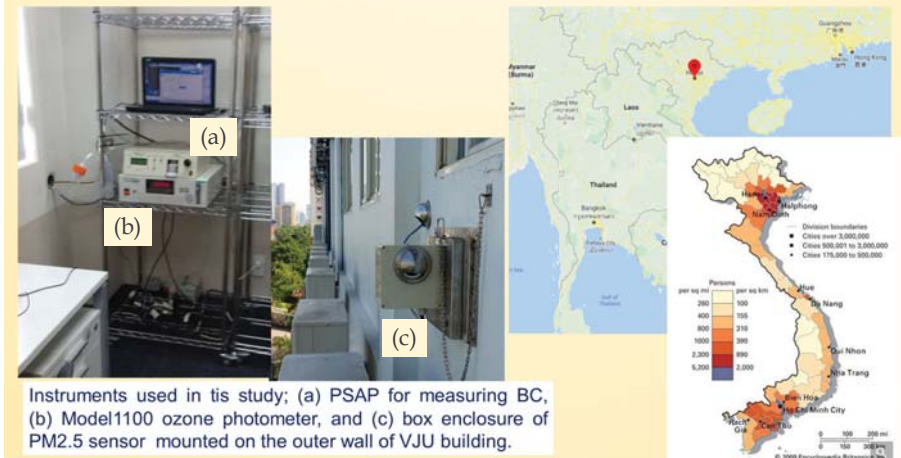 (a)
(b)
(c)
Instruments used in tis study; (a) PSAP for measuring BC,
(b) Model1100 ozone photometer, and (c) box enclosure of
PM2.5 sensor mounted on the outer wall of VJU building.
Myanmar
(Burma)
Laos
Vientiane
Thailand
Bangkok
Gulf of
Thailand
Guangzhou
Hong Kong
Haiphong
Nam Dinh
Division boundaries
Cities over 3,000,000
Cities 500,001 to 3,000,000
Cities 175,000 to 500,000
Persons
per sq mi
per sq km
260 100
400 155
800 310
1000 390
2,300 890
5,200 2,000
Hue
Da Nang
Qui Nhon
Nha Trang
Bien Hoa
Ho Chi Minh City
Rach
Gia
Can Tho
0 100 200 mi
0 150 300 km